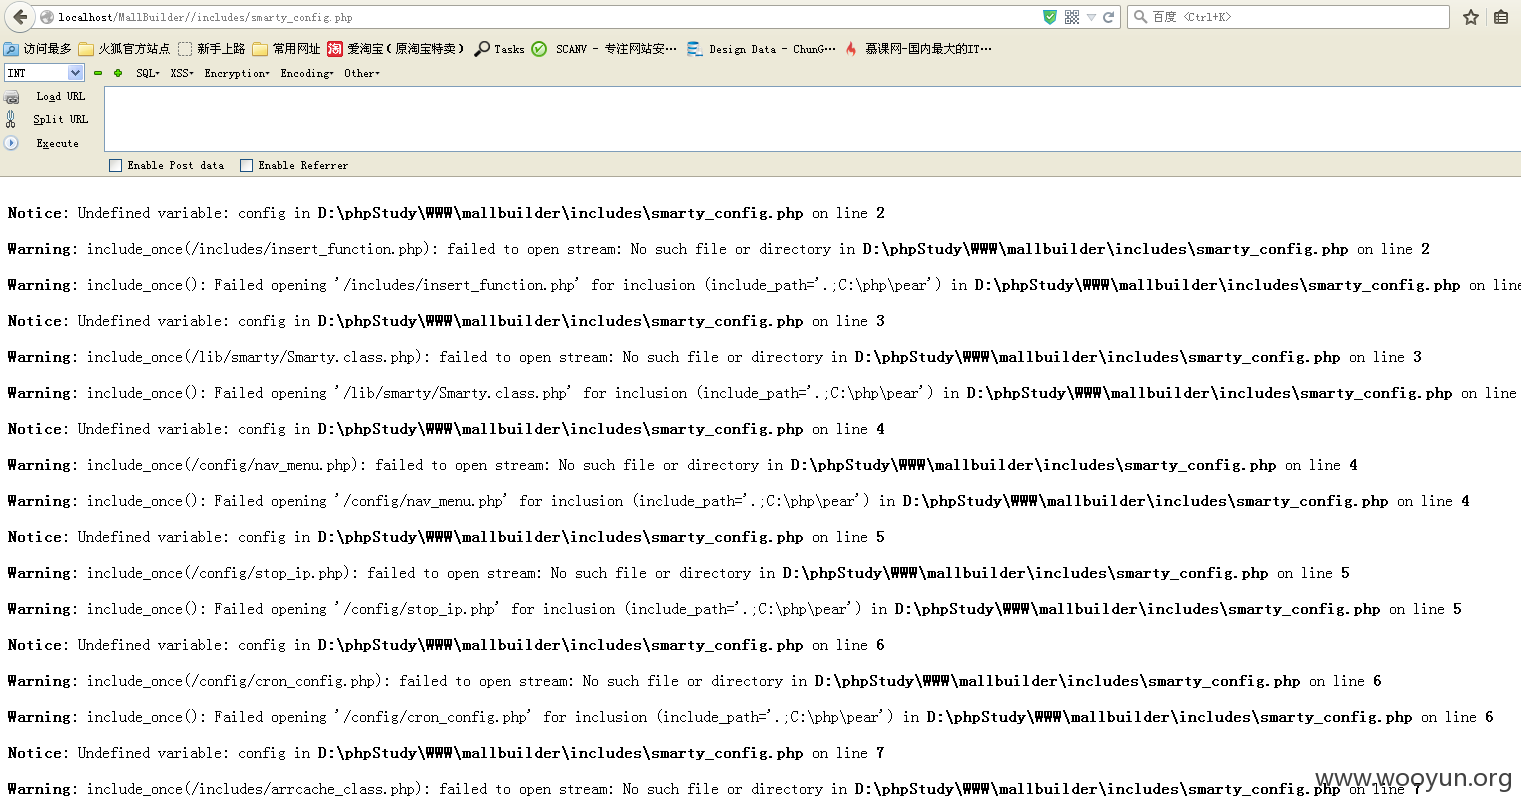 localhost/MallBuilder//includes/smarty_config.php
百度 <Ctrl+K>
访问最多 火狐官方站点 新手上路 常用网址 淘 爱淘宝（原淘宝特卖） Tasks SCANV - 专注网站安… Design Data - ChunG… 慕课网-国内最大的IT…
INT SQL XSS Encryption Encoding Other
Load URL
Split URL
Execute
Enable Post data Enable Referrer
Notice: Undefined variable: config in D:\phpStudy\WWW\mallbuilder\includes\smarty_config.php on line 2
Warning: include_once(/includes/insert_function.php): failed to open stream: No such file or directory in D:\phpStudy\WWW\mallbuilder\includes\smarty_config.php on line 2
Warning: include_once(): Failed opening '/includes/insert_function.php' for inclusion (include_path='.;C:\php\pear') in D:\phpStudy\WWW\mallbuilder\includes\smarty_config.php on line
Notice: Undefined variable: config in D:\phpStudy\WWW\mallbuilder\includes\smarty_config.php on line 3
Warning: include_once(/lib/smarty/Smarty.class.php): failed to open stream: No such file or directory in D:\phpStudy\WWW\mallbuilder\includes\smarty_config.php on line 3
Warning: include_once(): Failed opening '/lib/smarty/Smarty.class.php' for inclusion (include_path='.;C:\php\pear') in D:\phpStudy\WWW\mallbuilder\includes\smarty_config.php on line
Notice: Undefined variable: config in D:\phpStudy\WWW\mallbuilder\includes\smarty_config.php on line 4
Warning: include_once(/config/nav_menu.php): failed to open stream: No such file or directory in D:\phpStudy\WWW\mallbuilder\includes\smarty_config.php on line 4
Warning: include_once(): Failed opening '/config/nav_menu.php' for inclusion (include_path='.;C:\php\pear') in D:\phpStudy\WWW\mallbuilder\includes\smarty_config.php on line 4
Notice: Undefined variable: config in D:\phpStudy\WWW\mallbuilder\includes\smarty_config.php on line 5
Warning: include_once(/config/stop_ip.php): failed to open stream: No such file or directory in D:\phpStudy\WWW\mallbuilder\includes\smarty_config.php on line 5
Warning: include_once(): Failed opening '/config/stop_ip.php' for inclusion (include_path='.;C:\php\pear') in D:\phpStudy\WWW\mallbuilder\includes\smarty_config.php on line 5
Notice: Undefined variable: config in D:\phpStudy\WWW\mallbuilder\includes\smarty_config.php on line 6
Warning: include_once(/config/cron_config.php): failed to open stream: No such file or directory in D:\phpStudy\WWW\mallbuilder\includes\smarty_config.php on line 6
Warning: include_once(): Failed opening '/config/cron_config.php' for inclusion (include_path='.;C:\php\pear') in D:\phpStudy\WWW\mallbuilder\includes\smarty_config.php on line 6
Notice: Undefined variable: config in D:\phpStudy\WWW\mallbuilder\includes\smarty_config.php on line 7
Warning: include_once(/includes/arrcache_class.php): failed to open stream: No such file or directory in D:\phpStudy\WWW\mallbuilder\includes\smarty_config.php on line 7
www.wooyun.org